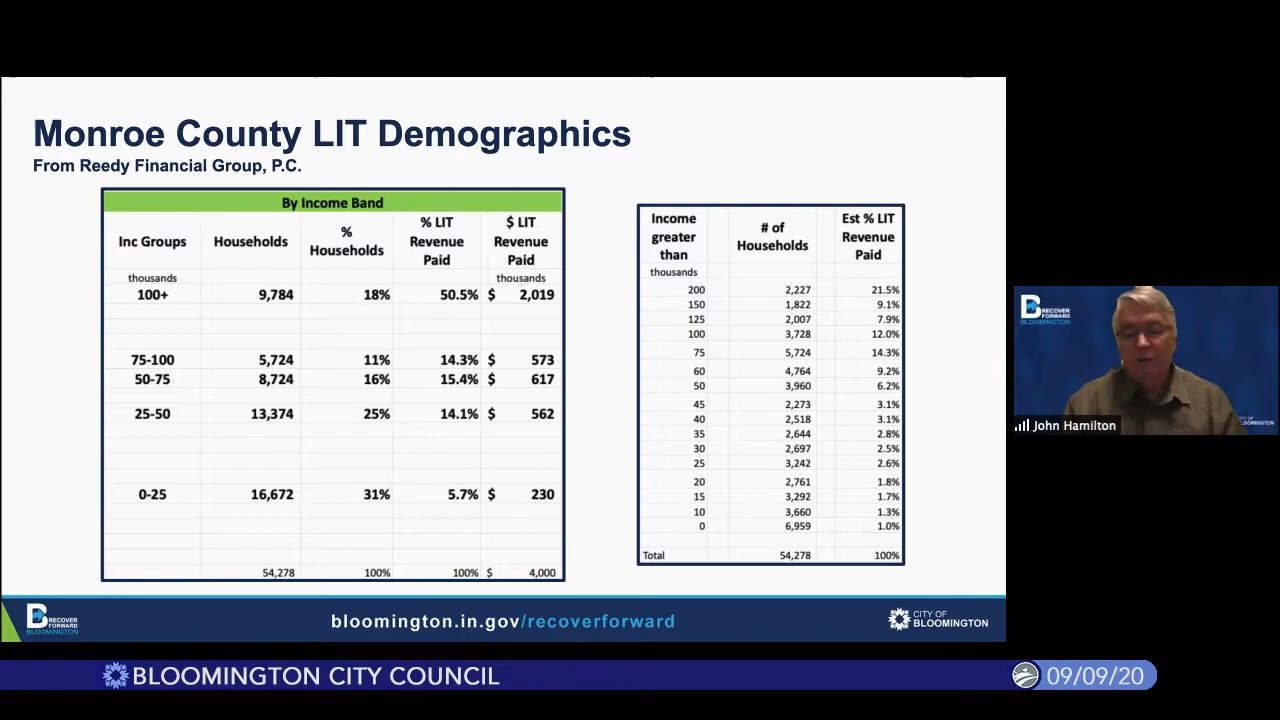 Monroe County LIT Demographics
From Reedy Financial Group, P.C.
By Income Band
Inc Groups Households % Households % LIT Revenue Paid $ LIT Revenue Paid
thousands thousands
100+ 9,784 18% 50.5% $ 2,019
75-100 5,724 11% 14.3% $ 573
50-75 8,724 16% 15.4% $ 617
25-50 13,374 25% 14.1% $ 562
0-25 16,672 31% 5.7% $ 230
54,278 100% 100% $ 4,000
Income greater than # of Households Est % LIT Revenue Paid
thousands
200 2,227 21.5%
150 1,822 9.1%
125 2,007 7.9%
100 3,728 12.0%
75 5,724 14.3%
60 4,764 9.2%
50 3,960 6.2%
45 2,273 3.1%
40 2,518 3.1%
35 2,644 2.8%
30 2,697 2.5%
25 3,242 2.6%
20 2,761 1.8%
15 3,292 1.7%
10 3,660 1.3%
0 6,959 1.0%
Total 54,278 100%
B RECOVER
FORWARD
BLOOMINGTON
bloomington.in.gov/recoverforward
CITY OF
BLOOMINGTON
B RECOVER
FORWARD
BLOOMINGTON
John Hamilton
BLOOMINGTON CITY COUNCIL
09/09/20